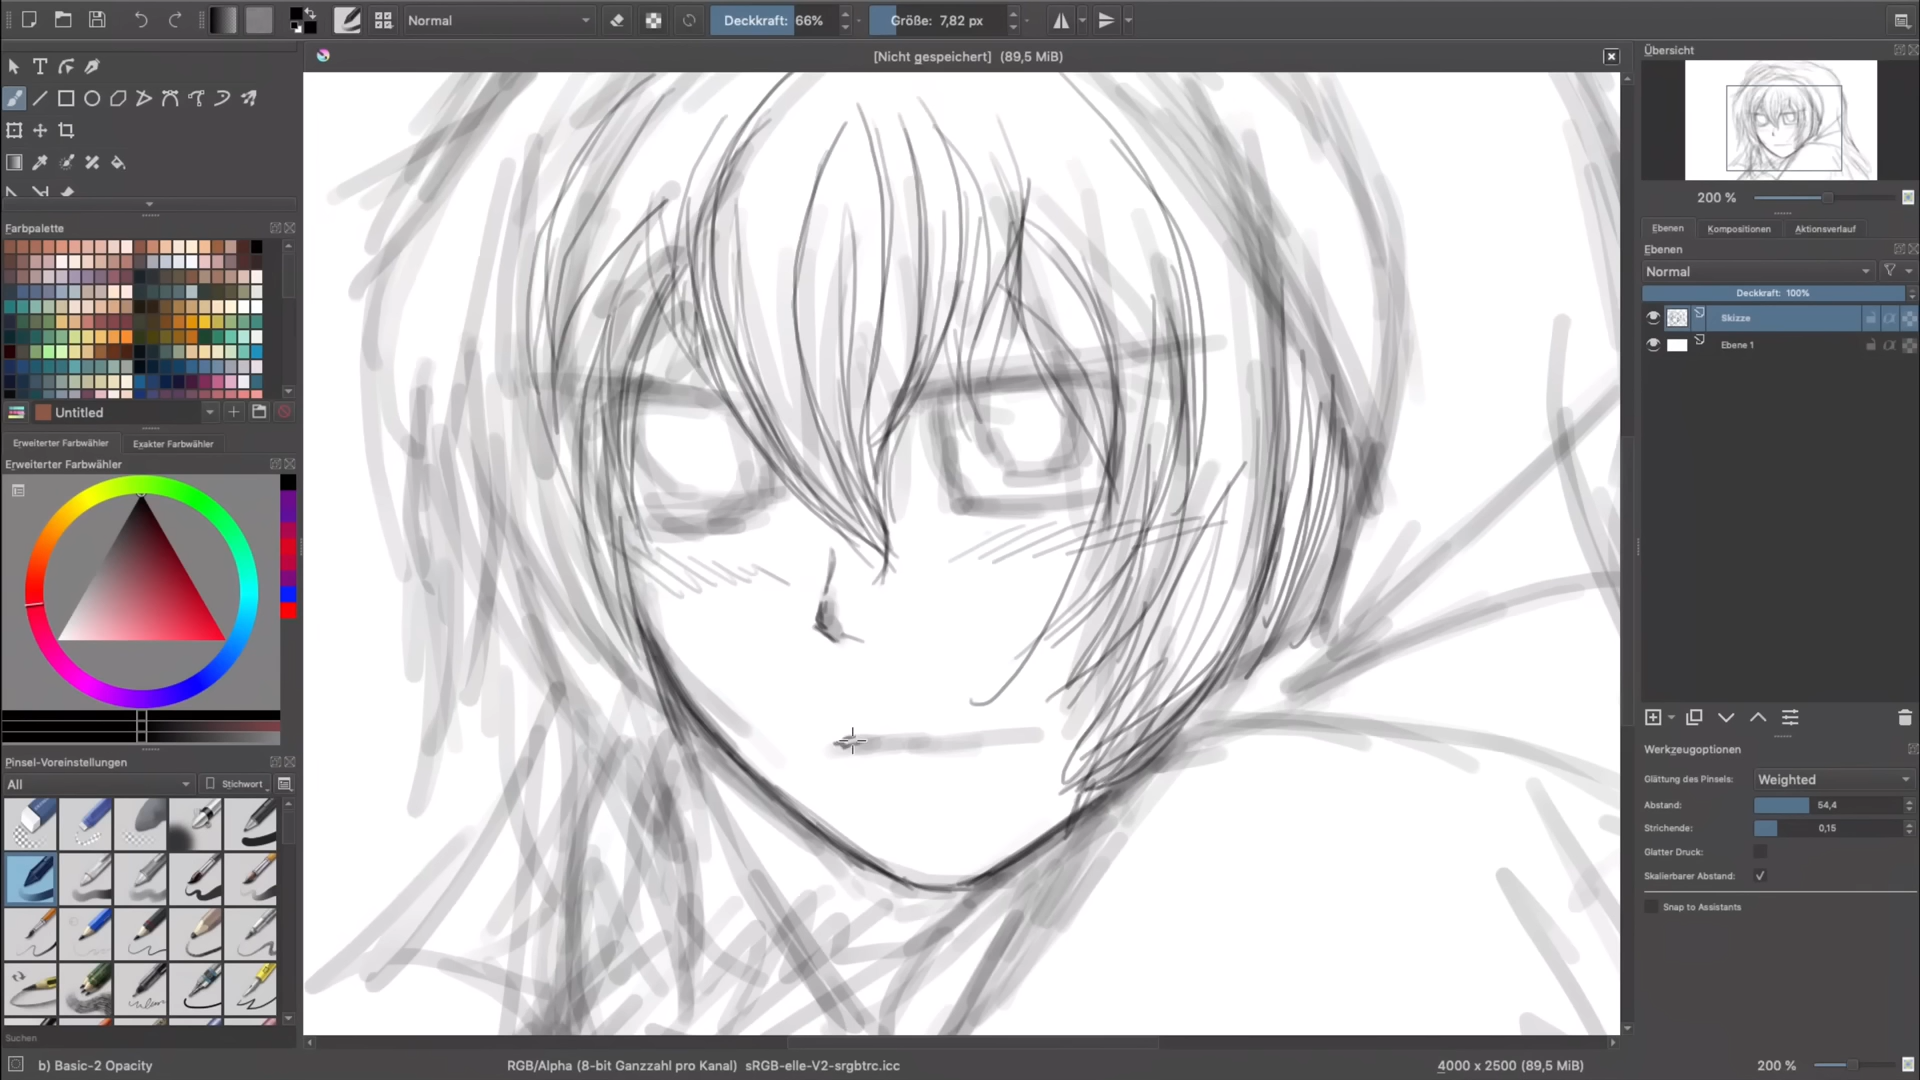 Normal
Deckkraft: 66%
Größe: 7,82 px
[Nicht gespeichert] (89,5 MiB)
Farbpalette
Untitled
Erweiterter Farbwähler
Exakter Farbwähler
Erweiterter Farbwähler
Pinsel-Voreinstellungen
All
Stichwort
Suchen
b) Basic-2 Opacity
RGB/Alpha (8-bit Ganzzahl pro Kanal) sRGB-elle-V2-srgbtrc.icc
4000 x 2500 (89,5 MiB)
200 %
Übersicht
200 %
Ebenen
Kompositionen
Aktionsverlauf
Ebenen
Normal
Deckkraft: 100%
Skizze
Ebene 1
Werkzeugoptionen
Glättung des Pinsels:
Weighted
Abstand:
54,4
Strichende:
0,15
Glatter Druck:
Skalierbarer Abstand:
Snap to Assistants